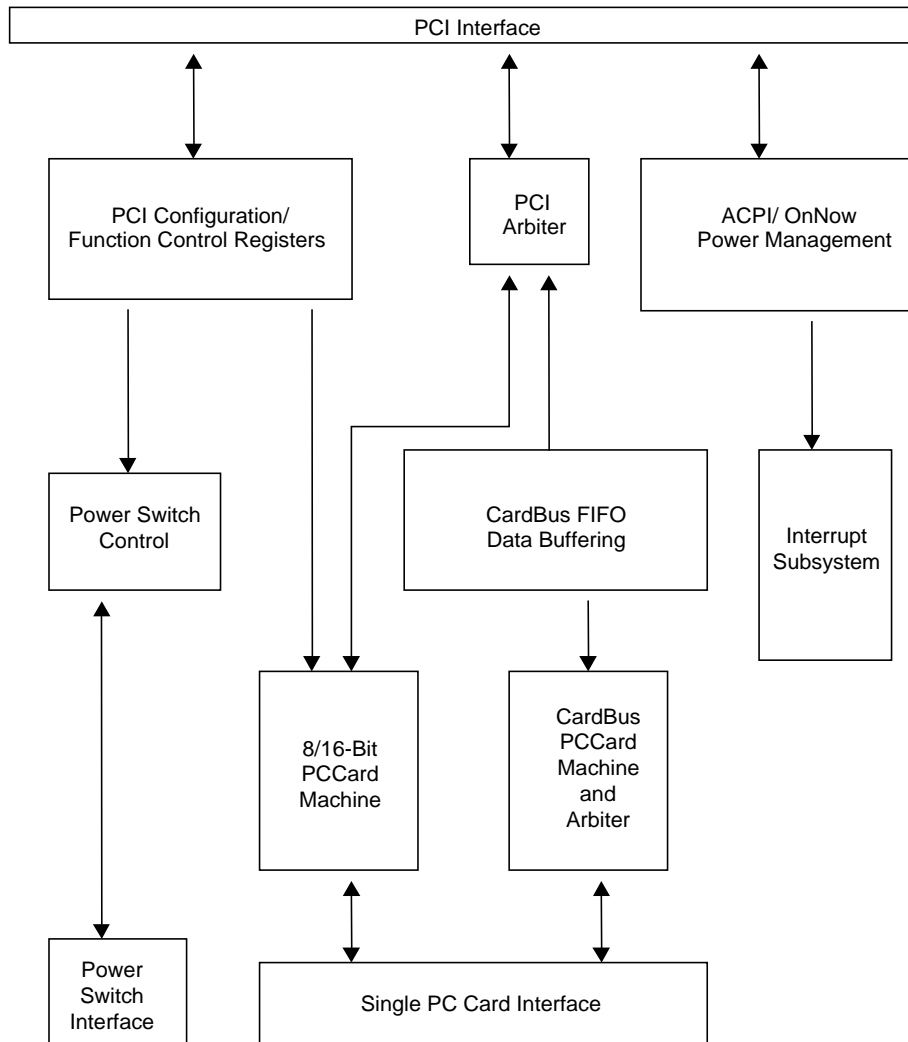 PCI Interface
PCI Configuration/
Function Control Registers
PCI
Arbiter
ACPI/ OnNow
Power Management
Power Switch
Control
CardBus FIFO
Data Buffering
Interrupt
Subsystem
8/16-Bit
PCCard
Machine
CardBus
PCCard
Machine
and
Arbiter
Power
Switch
Interface
Single PC Card Interface